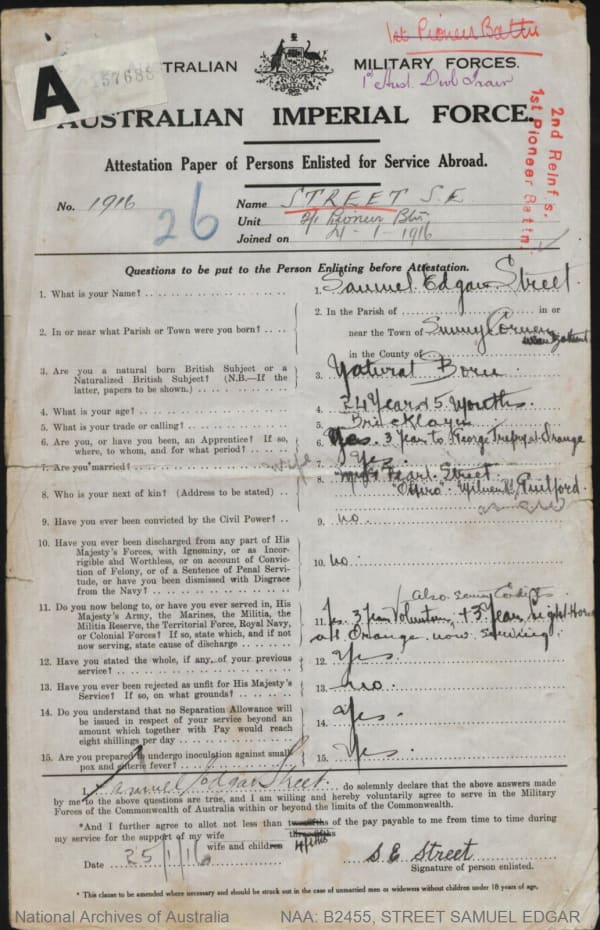 1st Pioneer Battn
A
57688
AUSTRALIAN MILITARY FORCES.
1st Aust. Divl Train
AUSTRALIAN IMPERIAL FORCE.
2nd Reinf's.
1st Pioneer Battn.
Attestation Paper of Persons Enlisted for Service Abroad.
No. 1916
26
Name STREET S. E
Unit 2/1 Pioneer Btn
Joined on 24-1-1916
Questions to be put to the Person Enlisting before Attestation.
1. What is your Name? 1. Samuel Edgar Street
2. In or near what Parish or Town were you born? 2. In the Parish of in or
near the Town of Sunny Corner
in the County of
3. Are you a natural born British Subject or a
Naturalized British Subject? (N.B.—If the
latter, papers to be shown.) 3. Natural Born
4. What is your age? 4. 24 Years 5 Months.
5. What is your trade or calling? 5. Bricklayer
6. Are you, or have you been, an Apprentice? If so,
where, to whom, and for what period? 6. Yes. 3 Years to George Orange
7. Are you married? 7. Yes
wife
8. Who is your next of kin? (Address to be stated) 8. Pearl Street
Guilford
9. Have you ever been convicted by the Civil Power? 9. no.
10. Have you ever been discharged from any part of His
Majesty's Forces, with Ignominy, or as Incor-
rigible and Worthless, or on account of Conviction
of Felony, or of a Sentence of Penal Servi-
tude, or have you been Dismissed with Disgrace
from the Navy? 10. no.
11. Do you now belong to, or have you ever served in, His
Majesty's Army, the Marines, the Militia, the
Militia Reserve, the Territorial Force, Royal Navy,
or Colonial Forces? If so, state which, and if not
now serving, state cause of discharge
(Also Senior Cadets
11. Yes. 3 Years Volunteers, + 3 Years Light Horse
at Orange. now serving.
12. Have you stated the whole, if any, of your previous
service? 12. Yes.
13. Have you ever been rejected as unfit for His Majesty's
Service? If so, on what grounds? 13. no.
14. Do you understand that no Separation Allowance will
be issued in respect of your service beyond an
amount which together with Pay would reach
eight shillings per day 14. Yes.
15. Are you prepared to undergo inoculation against small
pox and enteric fever? 15. Yes.
I, Samuel Edgar Street do solemnly declare that the above answers made
by me to the above questions are true, and I am willing and hereby voluntarily agree to serve in the Military
Forces of the Commonwealth of Australia within or beyond the limits of the Commonwealth.
*And I further agree to allot not less than of the pay payable to me from time to time during
my service for the support of my wife
wife and children
Date 25/1/16
S E Street
Signature of person enlisted.
* This clause to be amended where necessary and should be struck out in the case of unmarried men or widowers without children under 18 years of age.
National Archives of Australia NAA: B2455, STREET SAMUEL EDGAR